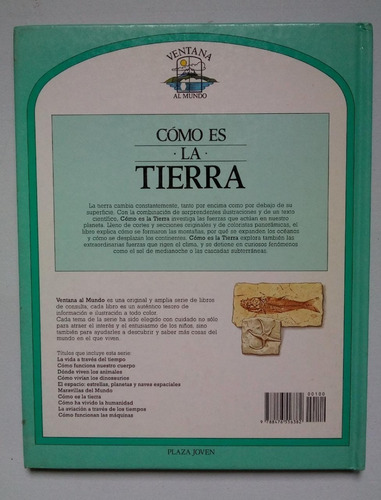 VENTANA
AL MUNDO
CÓMO ES
· LA ·
TIERRA
La tierra cambia constantemente, tanto por encima como por debajo de su
superficie. Con la combinación de sorprendentes ilustraciones y de un texto
científico, Cómo es la Tierra investiga las fuerzas que actúan en nuestro
planeta. Lleno de cortes y secciones originales y de coloristas panorámicas, el
libro explica cómo se formaron las montañas, por qué se expanden los océanos
y cómo se desplazan los continentes. Cómo es la Tierra explora también las
extraordinarias fuerzas que rigen el clima, y se detiene en curiosos fenómenos
como el sol de medianoche o las cascadas subterráneas.
Ventana al Mundo es una original y amplia serie de libros
de consulta; cada libro es un auténtico tesoro de
información e ilustración a todo color.
Cada tema de la serie ha sido elegido con cuidado no sólo
para atraer el interés y el entusiasmo de los niños, sino
también para ayudarles a descubrir y saber más cosas del
mundo en el que viven.
Títulos que incluye esta serie:
La vida a través del tiempo
Cómo funciona nuestro cuerpo
Dónde viven los animales
Cómo vivían los dinosaurios
El espacio: estrellas, planetas y naves espaciales
Maravillas del Mundo
Cómo es la tierra
Cómo ha vivido la humanidad
La aviación a través de los tiempos
Cómo funcionan las máquinas
00100
PLAZA JOVEN